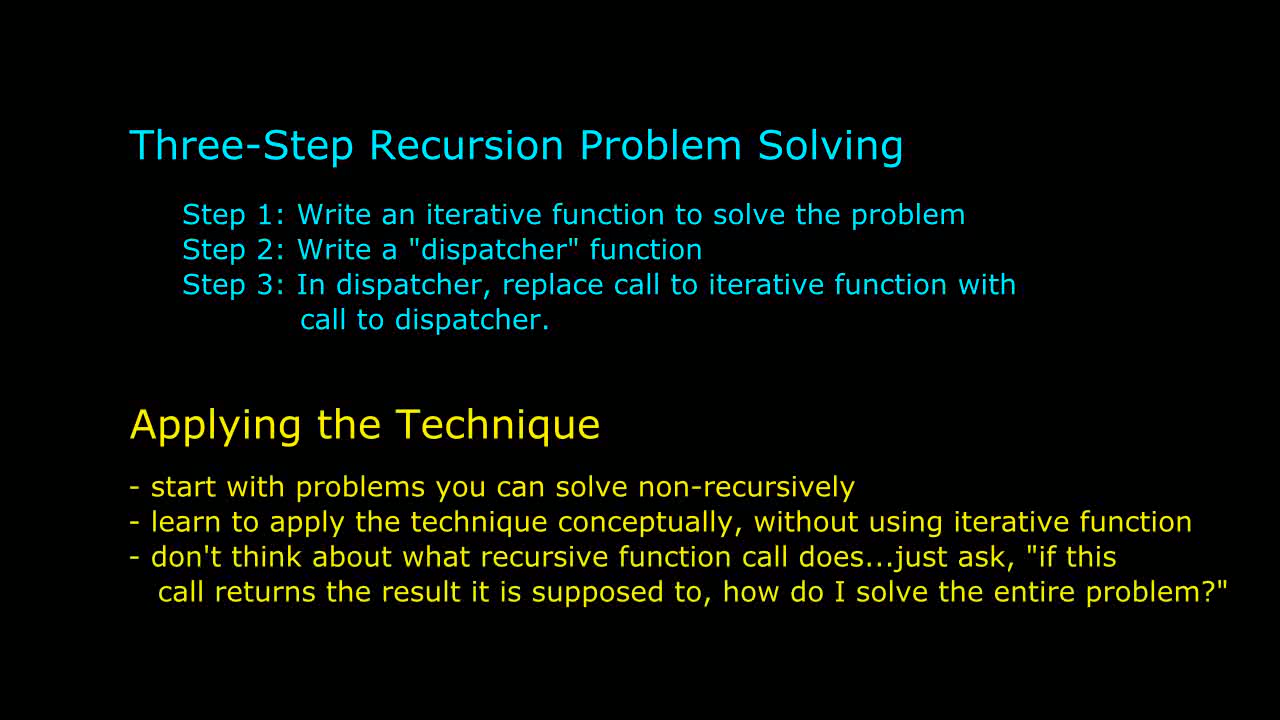 Three-Step Recursion Problem Solving
Step 1: Write an iterative function to solve the problem
Step 2: Write a "dispatcher" function
Step 3: In dispatcher, replace call to iterative function with
call to dispatcher.
Applying the Technique
- start with problems you can solve non-recursively
- learn to apply the technique conceptually, without using iterative function
- don't think about what recursive function call does...just ask, "if this
call returns the result it is supposed to, how do I solve the entire problem?"